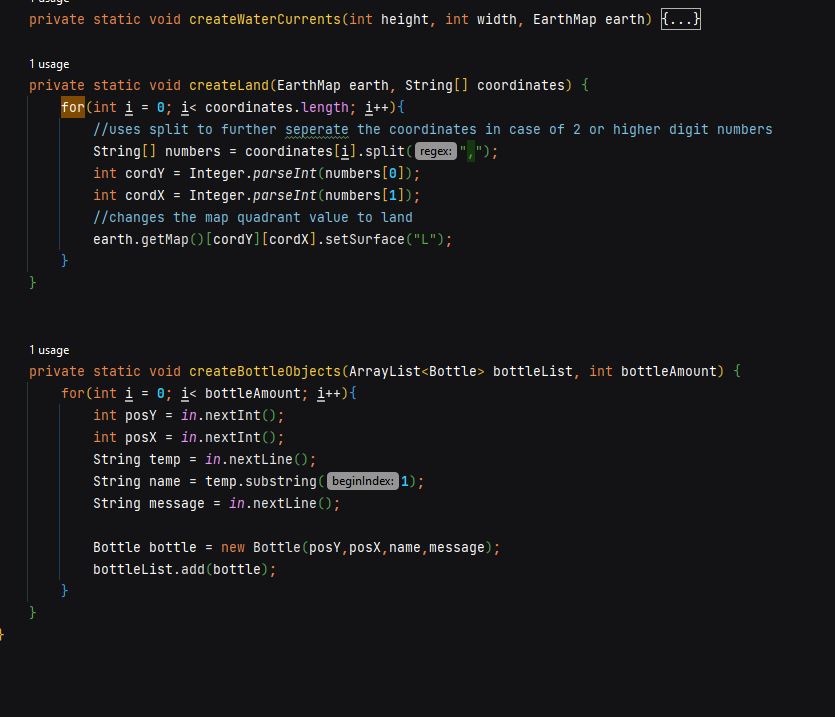 1 usage
private static void createWaterCurrents(int height, int width, EarthMap earth) {...}
1 usage
private static void createLand(EarthMap earth, String[] coordinates) {
for(int i = 0; i< coordinates.length; i++){
//uses split to further seperate the coordinates in case of 2 or higher digit numbers
String[] numbers = coordinates[i].split( regex: ",");
int cordY = Integer.parseInt(numbers[0]);
int cordX = Integer.parseInt(numbers[1]);
//changes the map quadrant value to land
earth.getMap()[cordY][cordX].setSurface("L");
}
}
1 usage
private static void createBottleObjects(ArrayList<Bottle> bottleList, int bottleAmount) {
for(int i = 0; i< bottleAmount; i++){
int posY = in.nextInt();
int posX = in.nextInt();
String temp = in.nextLine();
String name = temp.substring( beginIndex: 1);
String message = in.nextLine();
Bottle bottle = new Bottle(posY,posX,name,message);
bottleList.add(bottle);
}
}
}